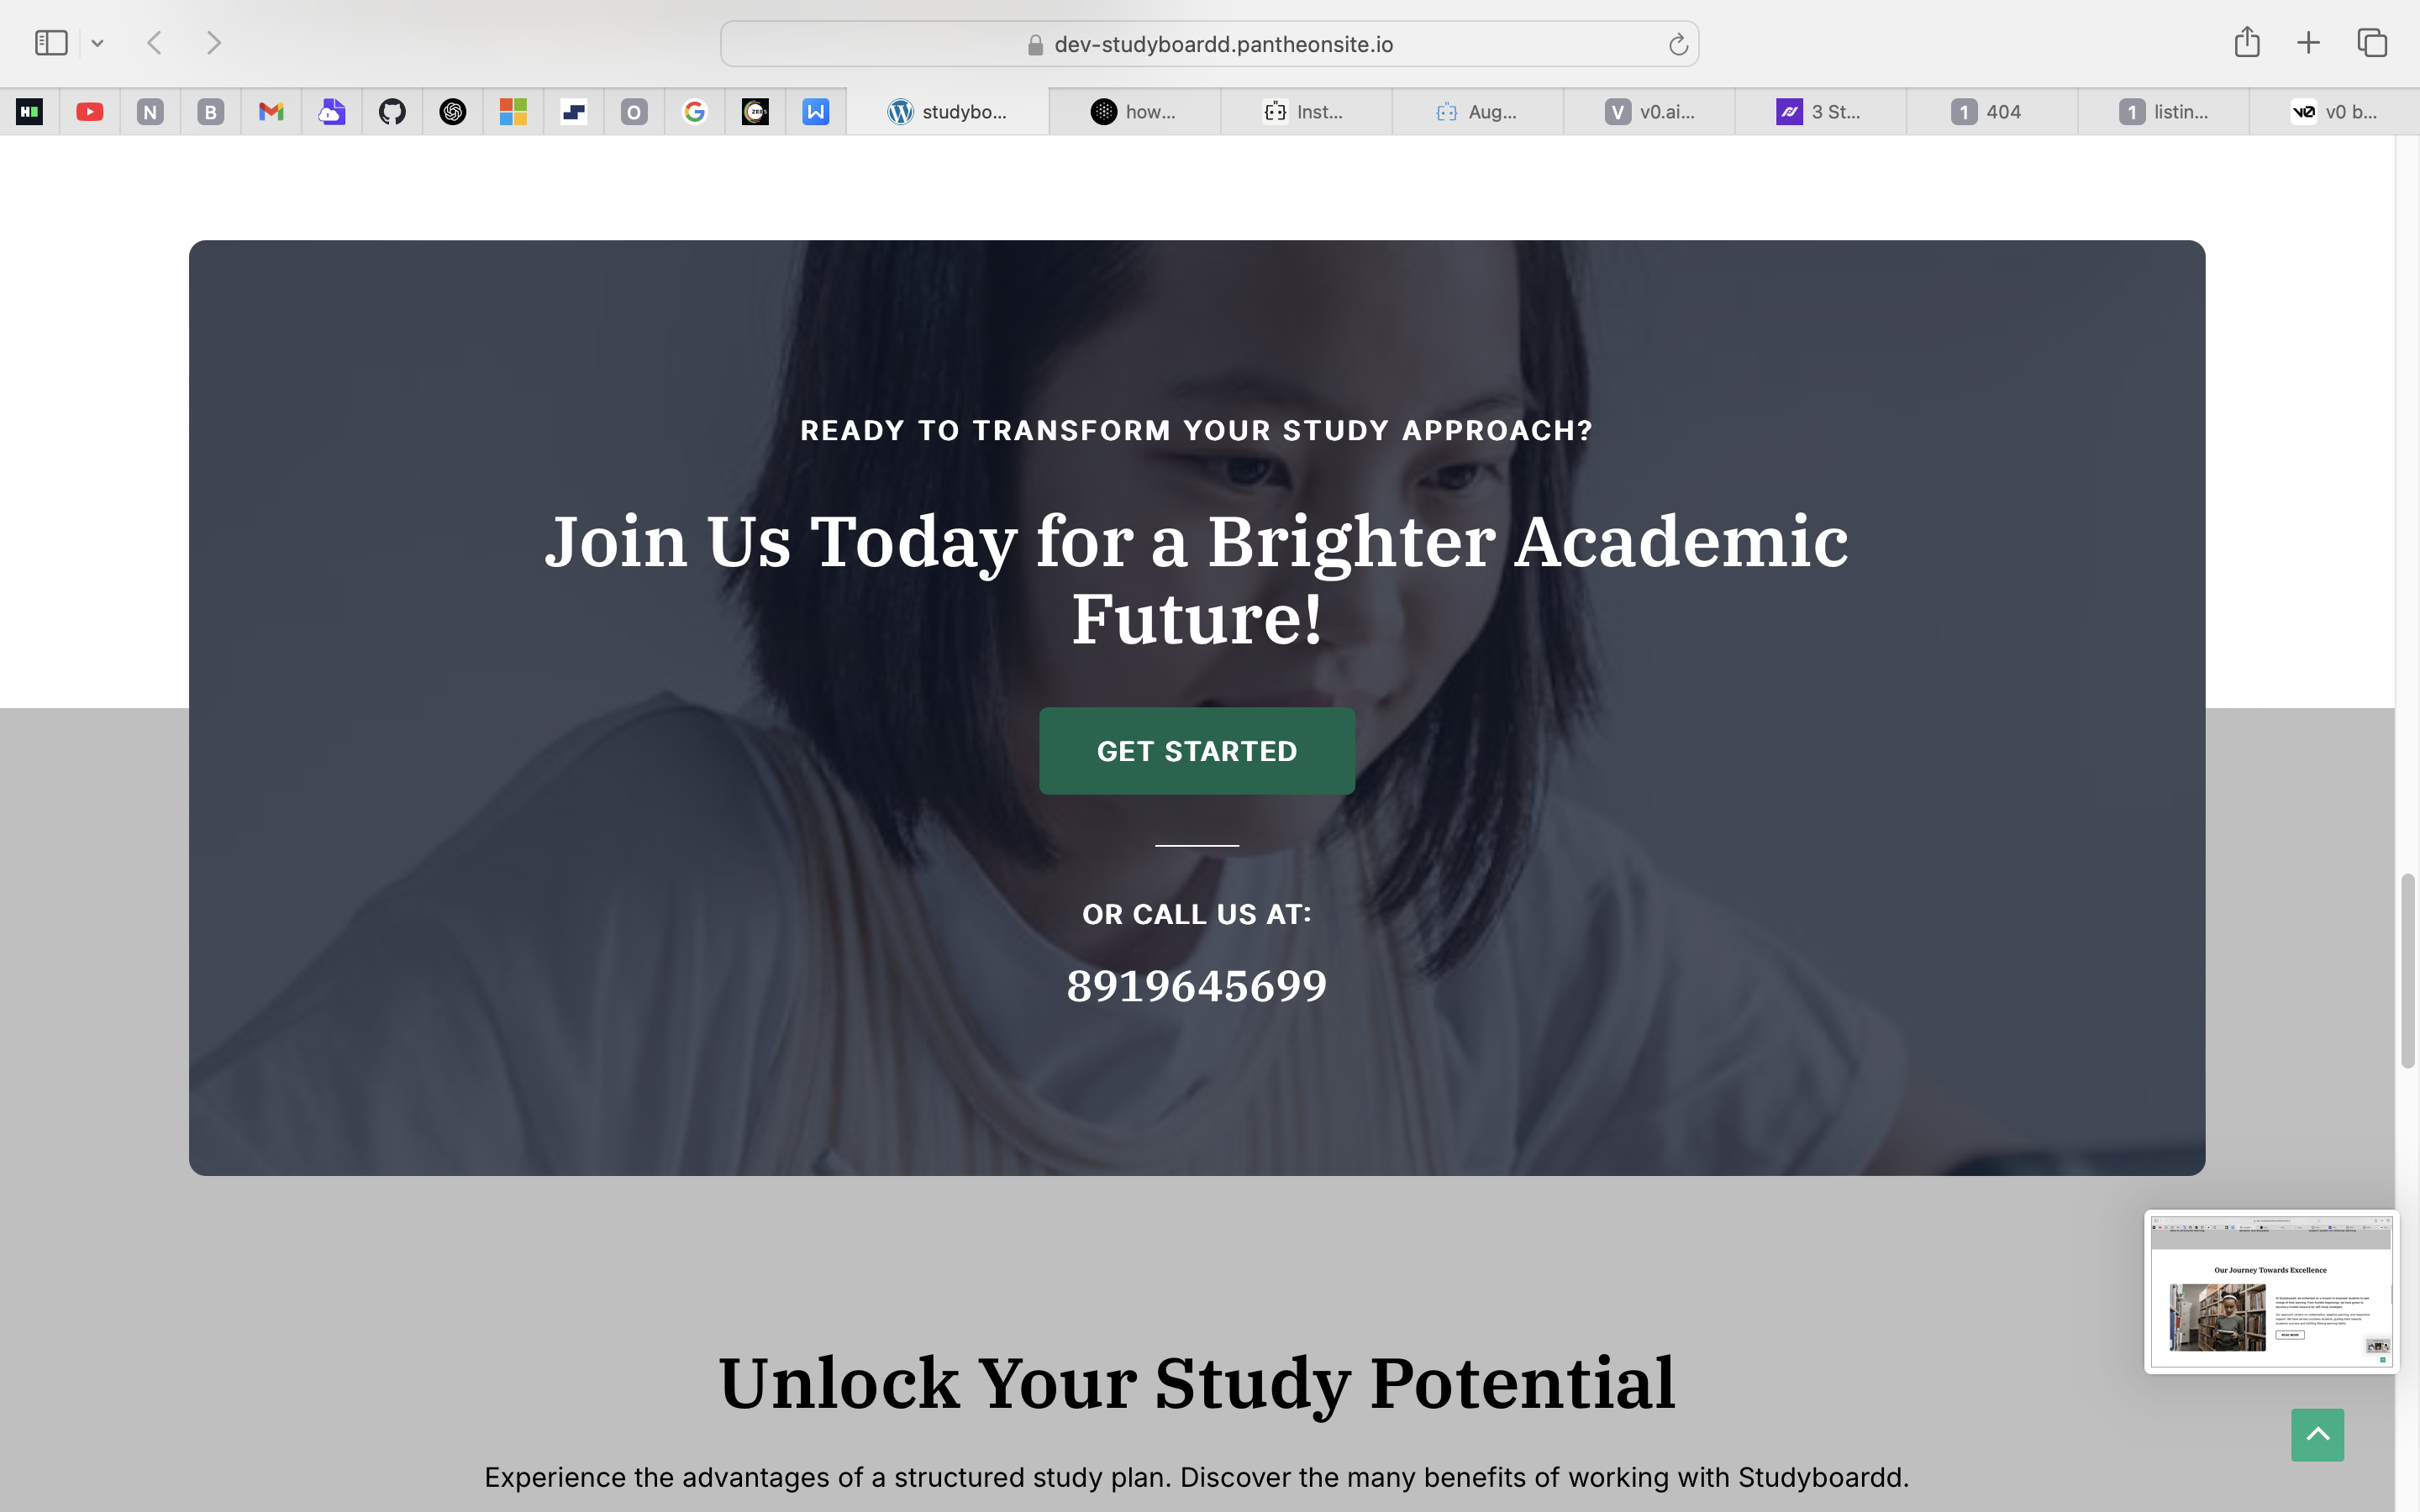 dev-studyboardd.pantheonsite.io
N
B
O
studybo...
how...
Inst...
Aug...
V
v0.ai...
3 St...
1
404
1
listin...
v0 b...
READY TO TRANSFORM YOUR STUDY APPROACH?
Join Us Today for a Brighter Academic
Future!
GET STARTED
OR CALL US AT:
8919645699
Our Journey Towards Excellence
READ MORE
Unlock Your Study Potential
Experience the advantages of a structured study plan. Discover the many benefits of working with Studyboardd.